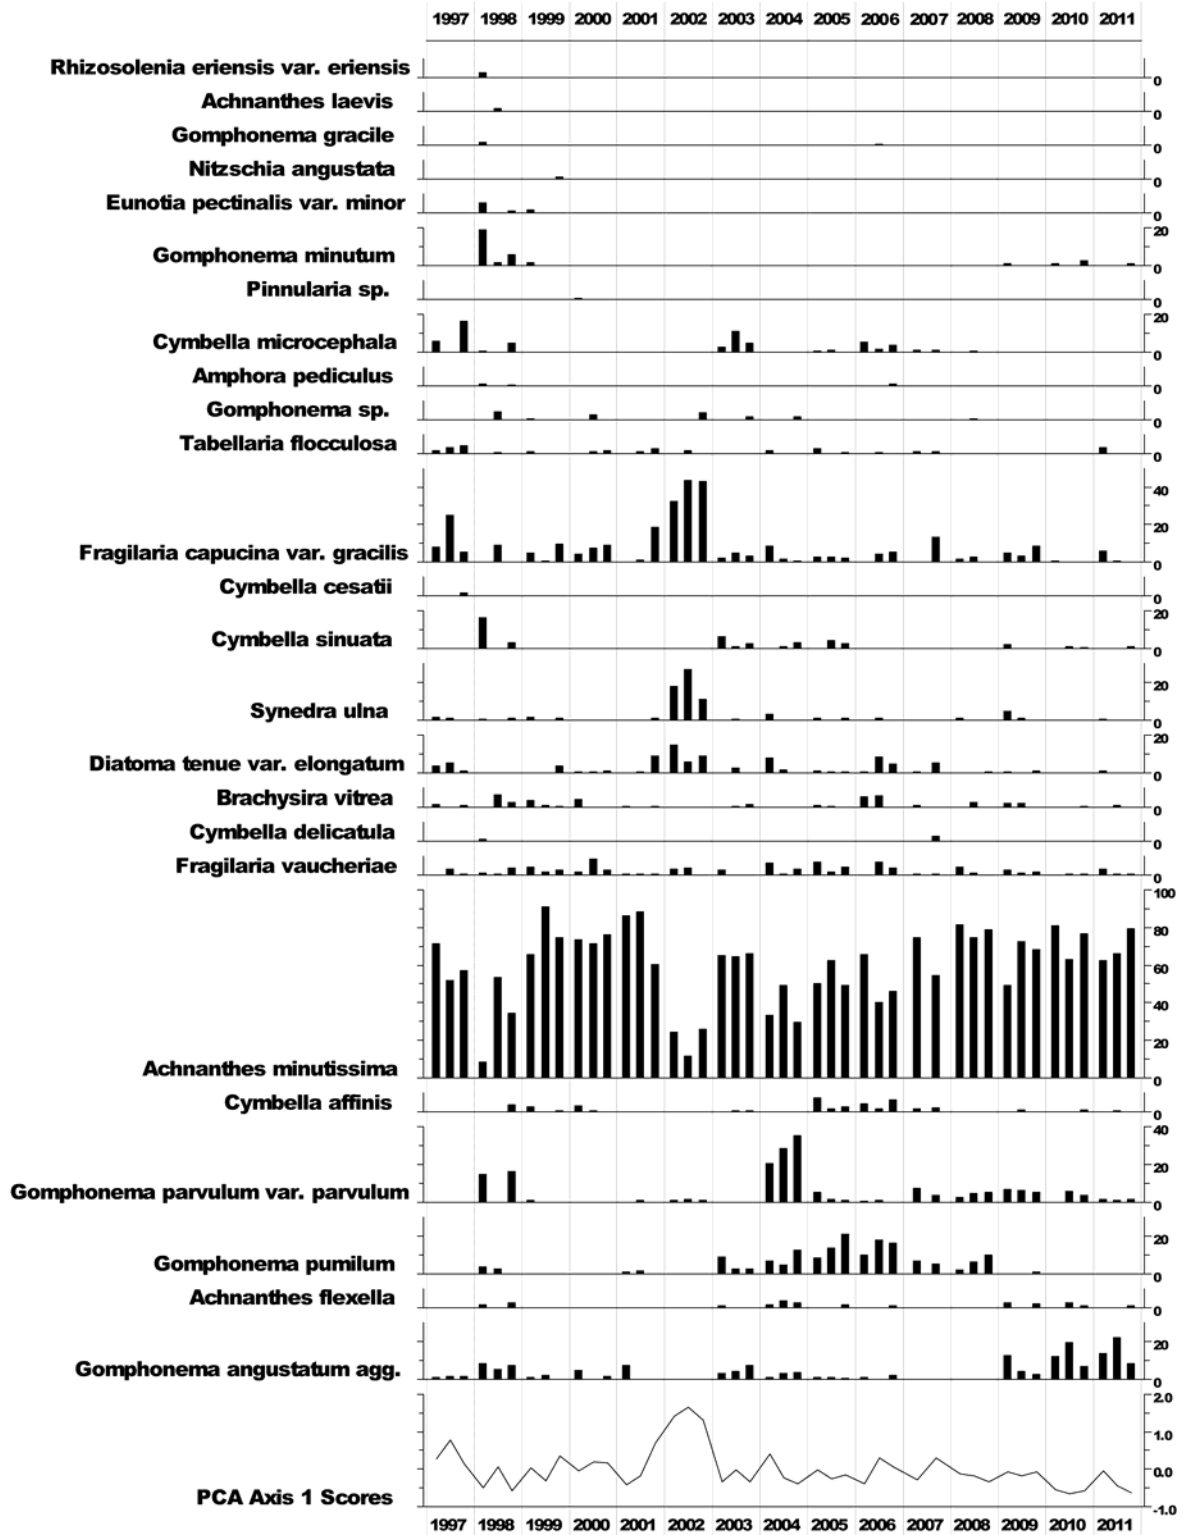 1997 1998 1999 2000 2001 2002 2003 2004 2005 2006 2007 2008 2009 2010 2011
Rhizosolenia eriensis var. eriensis
0
Achnanthes laevis
0
Gomphonema gracile
0
Nitzschia angustata
0
Eunotia pectinalis var. minor
0
20
Gomphonema minutum
0
Pinnularia sp.
0
20
Cymbella microcephala
0
Amphora pediculus
0
Gomphonema sp.
0
Tabellaria flocculosa
0
40
20
Fragilaria capucina var. gracilis
0
Cymbella cesatii
0
20
Cymbella sinuata
0
20
Synedra ulna
0
20
Diatoma tenue var. elongatum
0
Brachysira vitrea
0
Cymbella delicatula
0
Fragilaria vaucheriae
0
100
80
60
40
20
Achnanthes minutissima
0
Cymbella affinis
0
40
20
Gomphonema parvulum var. parvulum
0
20
Gomphonema pumilum
0
Achnanthes flexella
0
20
Gomphonema angustatum agg.
0
2.0
1.0
0.0
PCA Axis 1 Scores
-1.0
1997 1998 1999 2000 2001 2002 2003 2004 2005 2006 2007 2008 2009 2010 2011